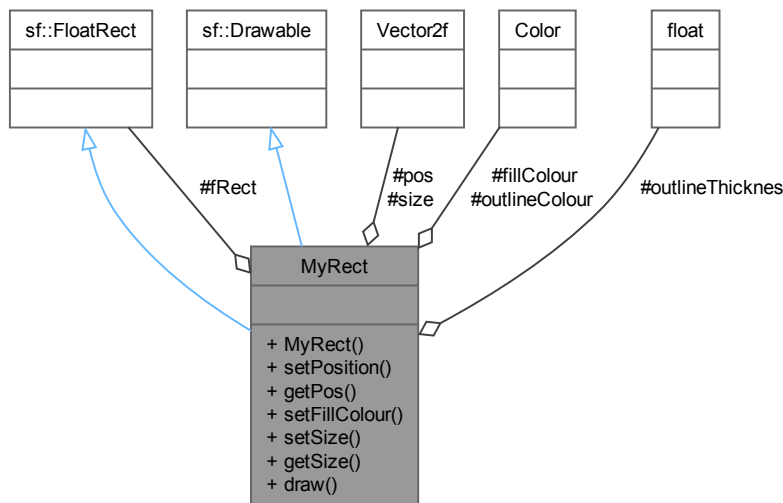 sf::FloatRect
sf::Drawable
Vector2f
Color
float
#fRect
#pos
#size
#fillColour
#outlineColour
#outlineThicknes
MyRect
+ MyRect()
+ setPosition()
+ getPos()
+ setFillColour()
+ setSize()
+ getSize()
+ draw()